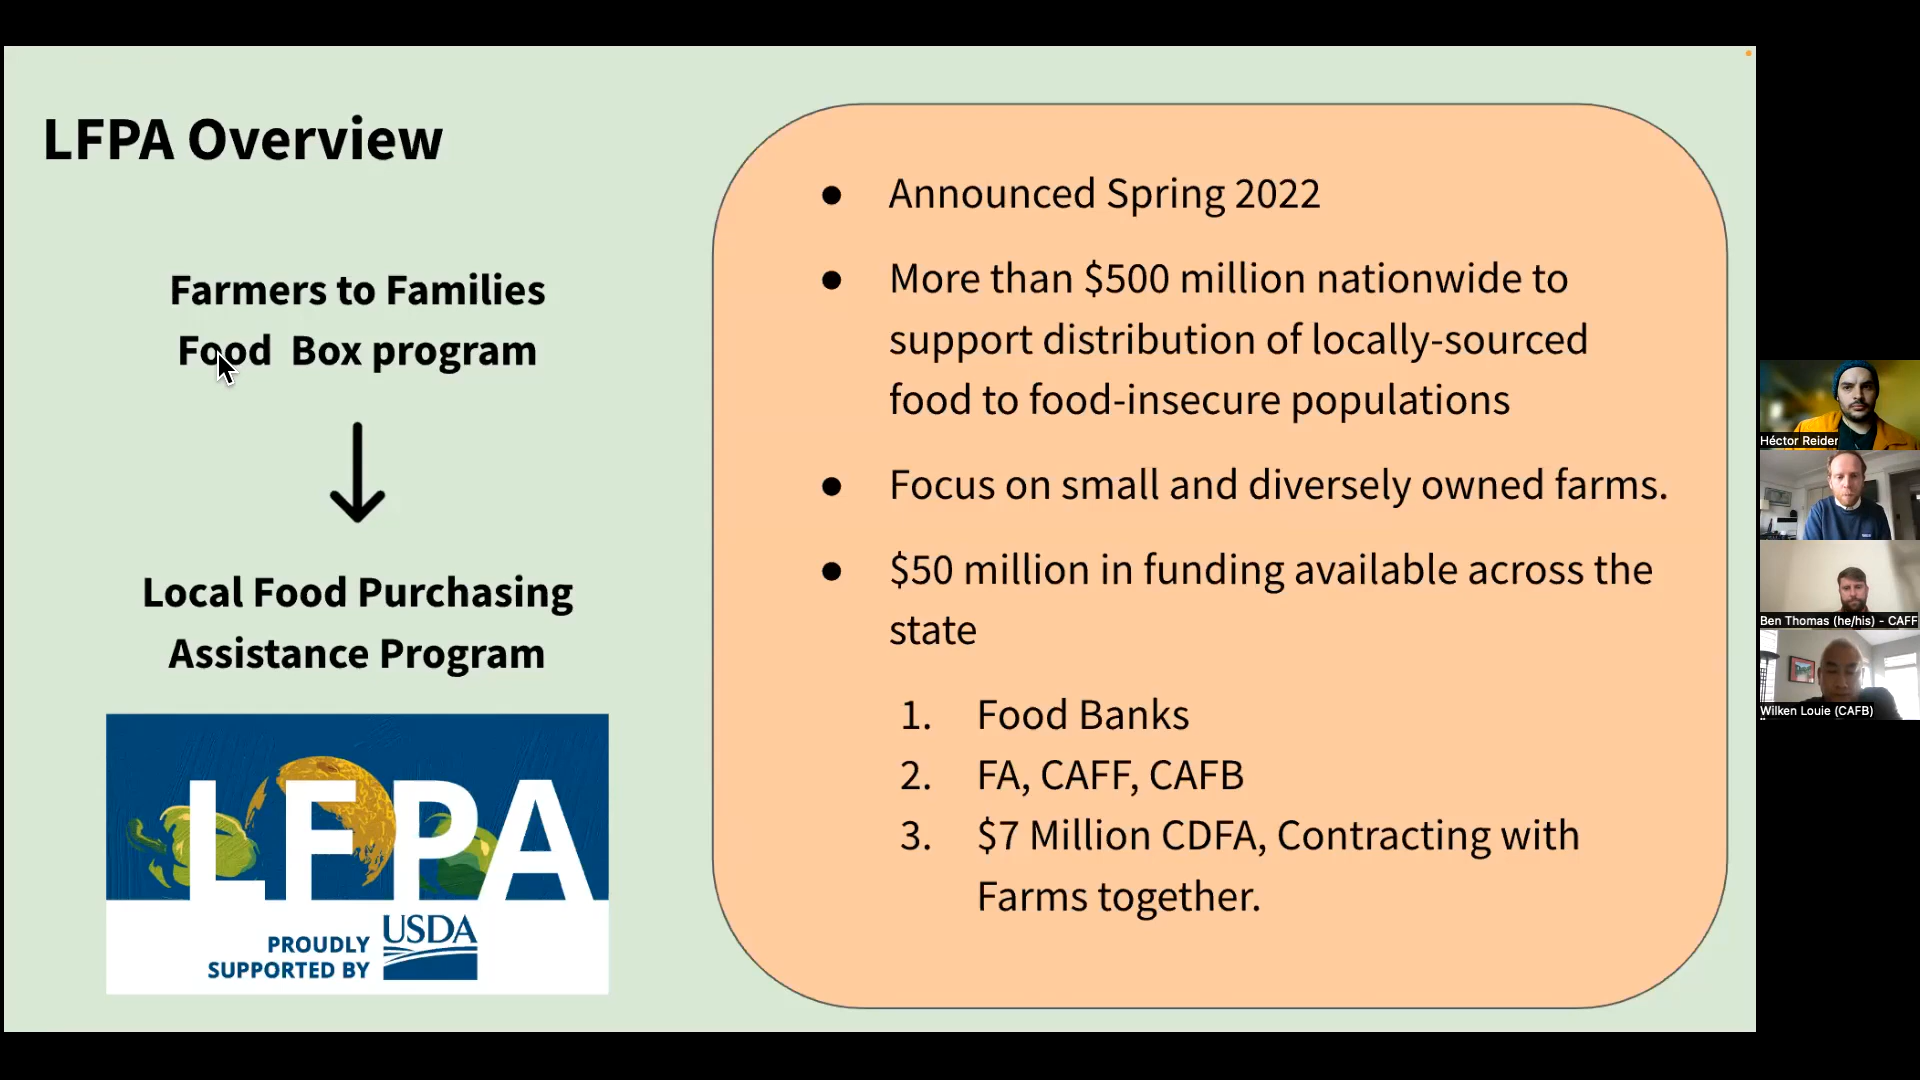 LFPA Overview
Farmers to Families
Food Box program
Local Food Purchasing
Assistance Program
LFPA
PROUDLY
SUPPORTED BY
USDA
● Announced Spring 2022
● More than $500 million nationwide to
support distribution of locally-sourced
food to food-insecure populations
● Focus on small and diversely owned farms.
● $50 million in funding available across the
state
1. Food Banks
2. FA, CAFF, CAFB
3. $7 Million CDFA, Contracting with
Farms together.
Héctor Reider
Ben Thomas (he/his) - CAFF
Wilken Louie (CAFB)